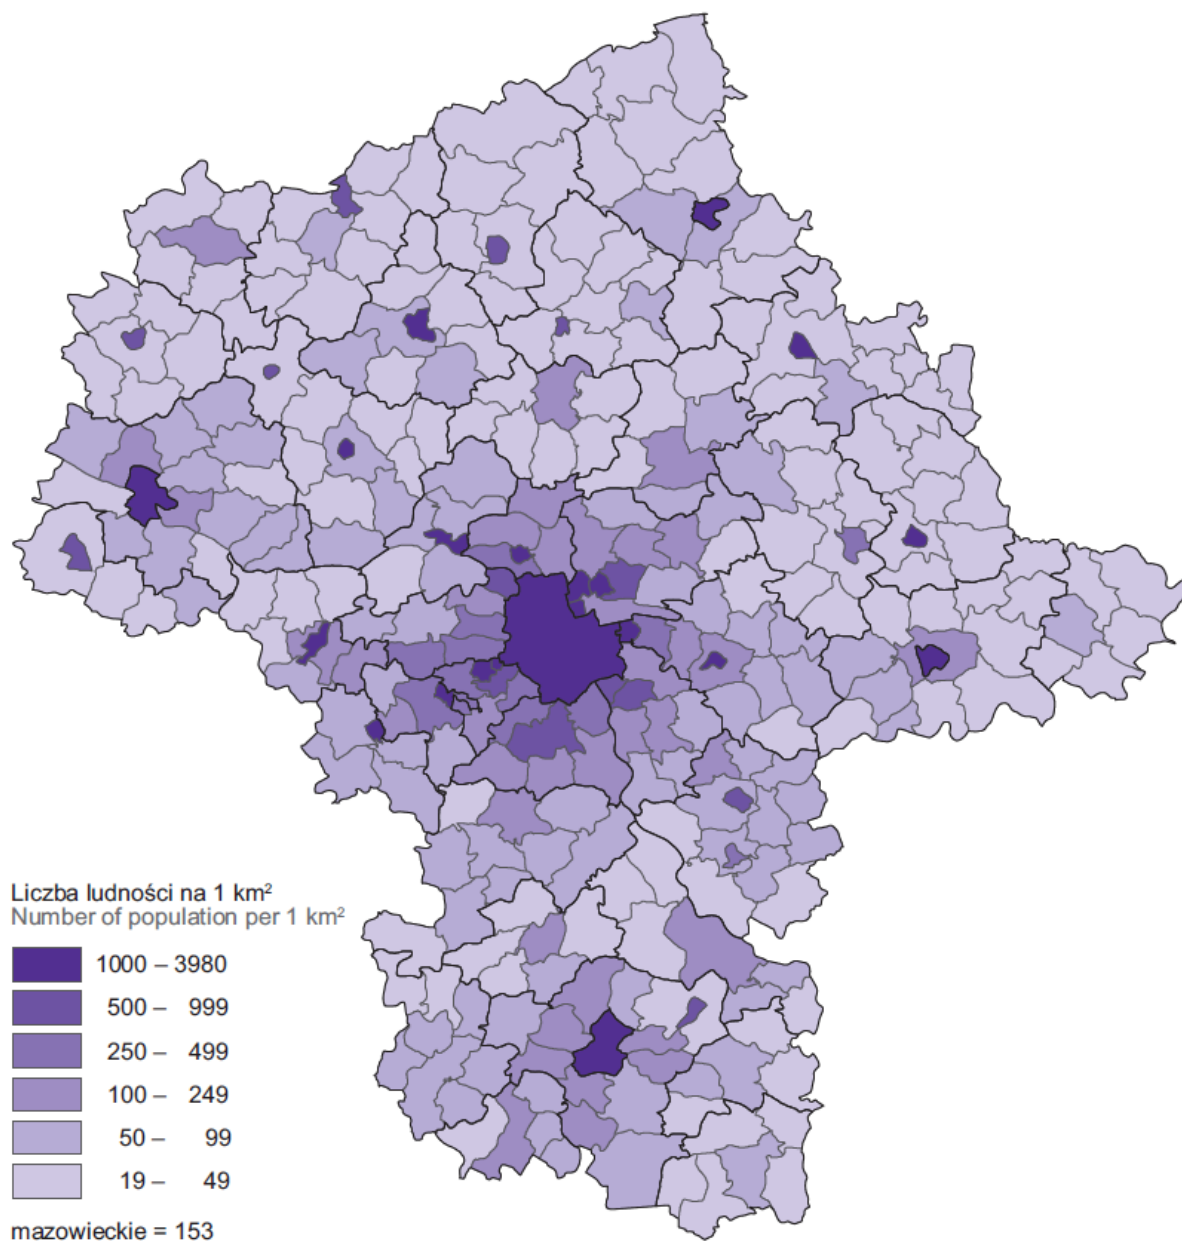 Liczba ludności na 1 km²
Number of population per 1 km²
1000 – 3980
500 – 999
250 – 499
100 – 249
50 – 99
19 – 49
mazowieckie = 153